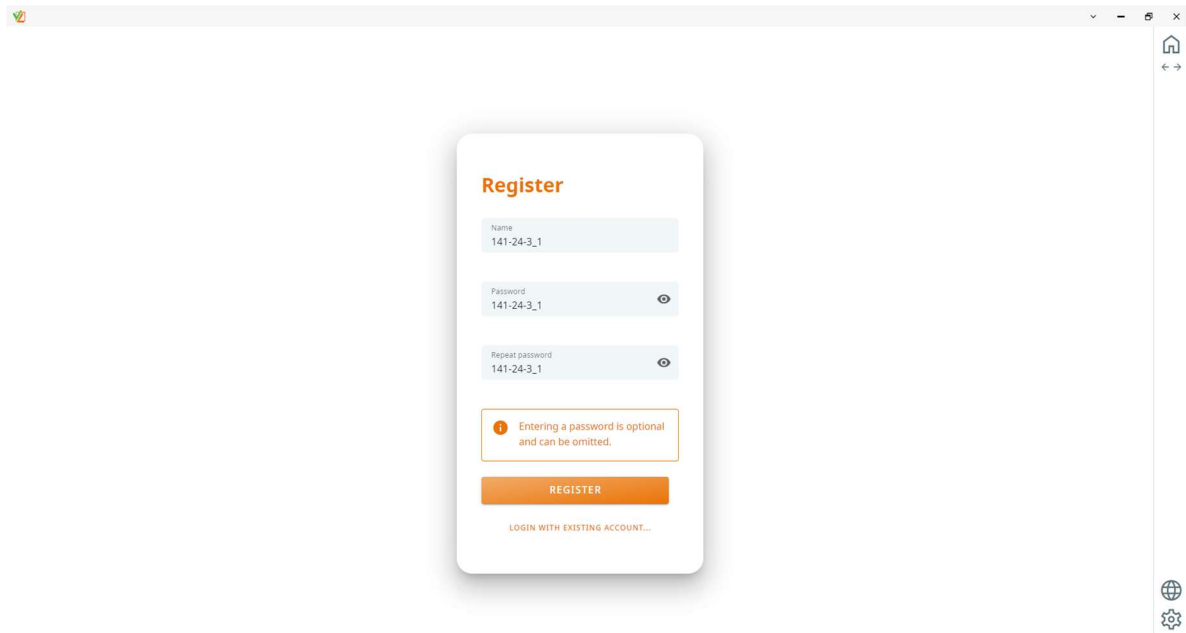 Register
Name
141-24-3_1
Password
141-24-3_1
Repeat password
141-24-3_1
Entering a password is optional
and can be omitted.
REGISTER
LOGIN WITH EXISTING ACCOUNT...